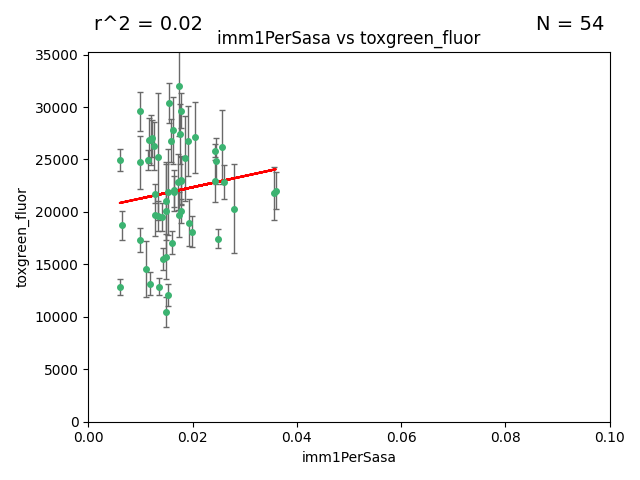 r^2 = 0.02
N = 54
imm1PerSasa vs toxgreen_fluor
35000
30000
25000
20000
15000
10000
5000
0
toxgreen_fluor
0.00
0.02
0.04
0.06
0.08
0.10
imm1PerSasa